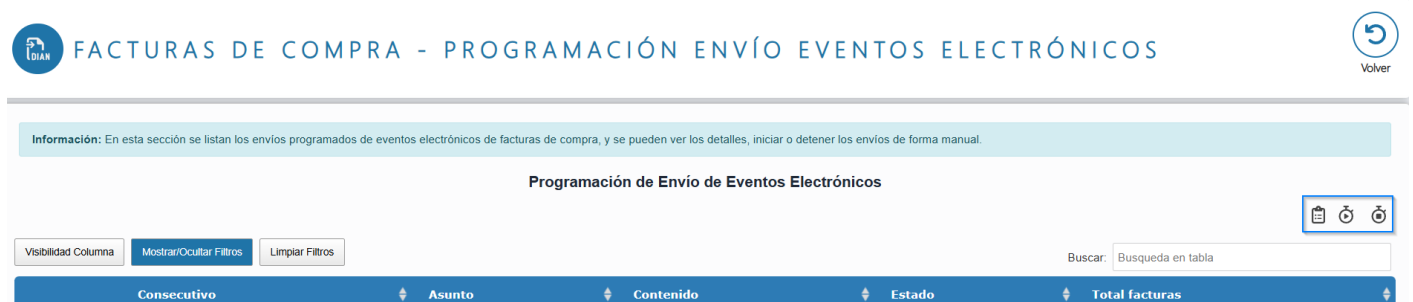 DIAN
FACTURAS DE COMPRA - PROGRAMACIÓN ENVÍO EVENTOS ELECTRÓNICOS
Volver
Información: En esta sección se listan los envíos programados de eventos electrónicos de facturas de compra, y se pueden ver los detalles, iniciar o detener los envíos de forma manual.
Programación de Envío de Eventos Electrónicos
Visibilidad Columna Mostrar/Ocultar Filtros Limpiar Filtros Buscar: Busqueda en tabla
Consecutivo Asunto Contenido Estado Total facturas